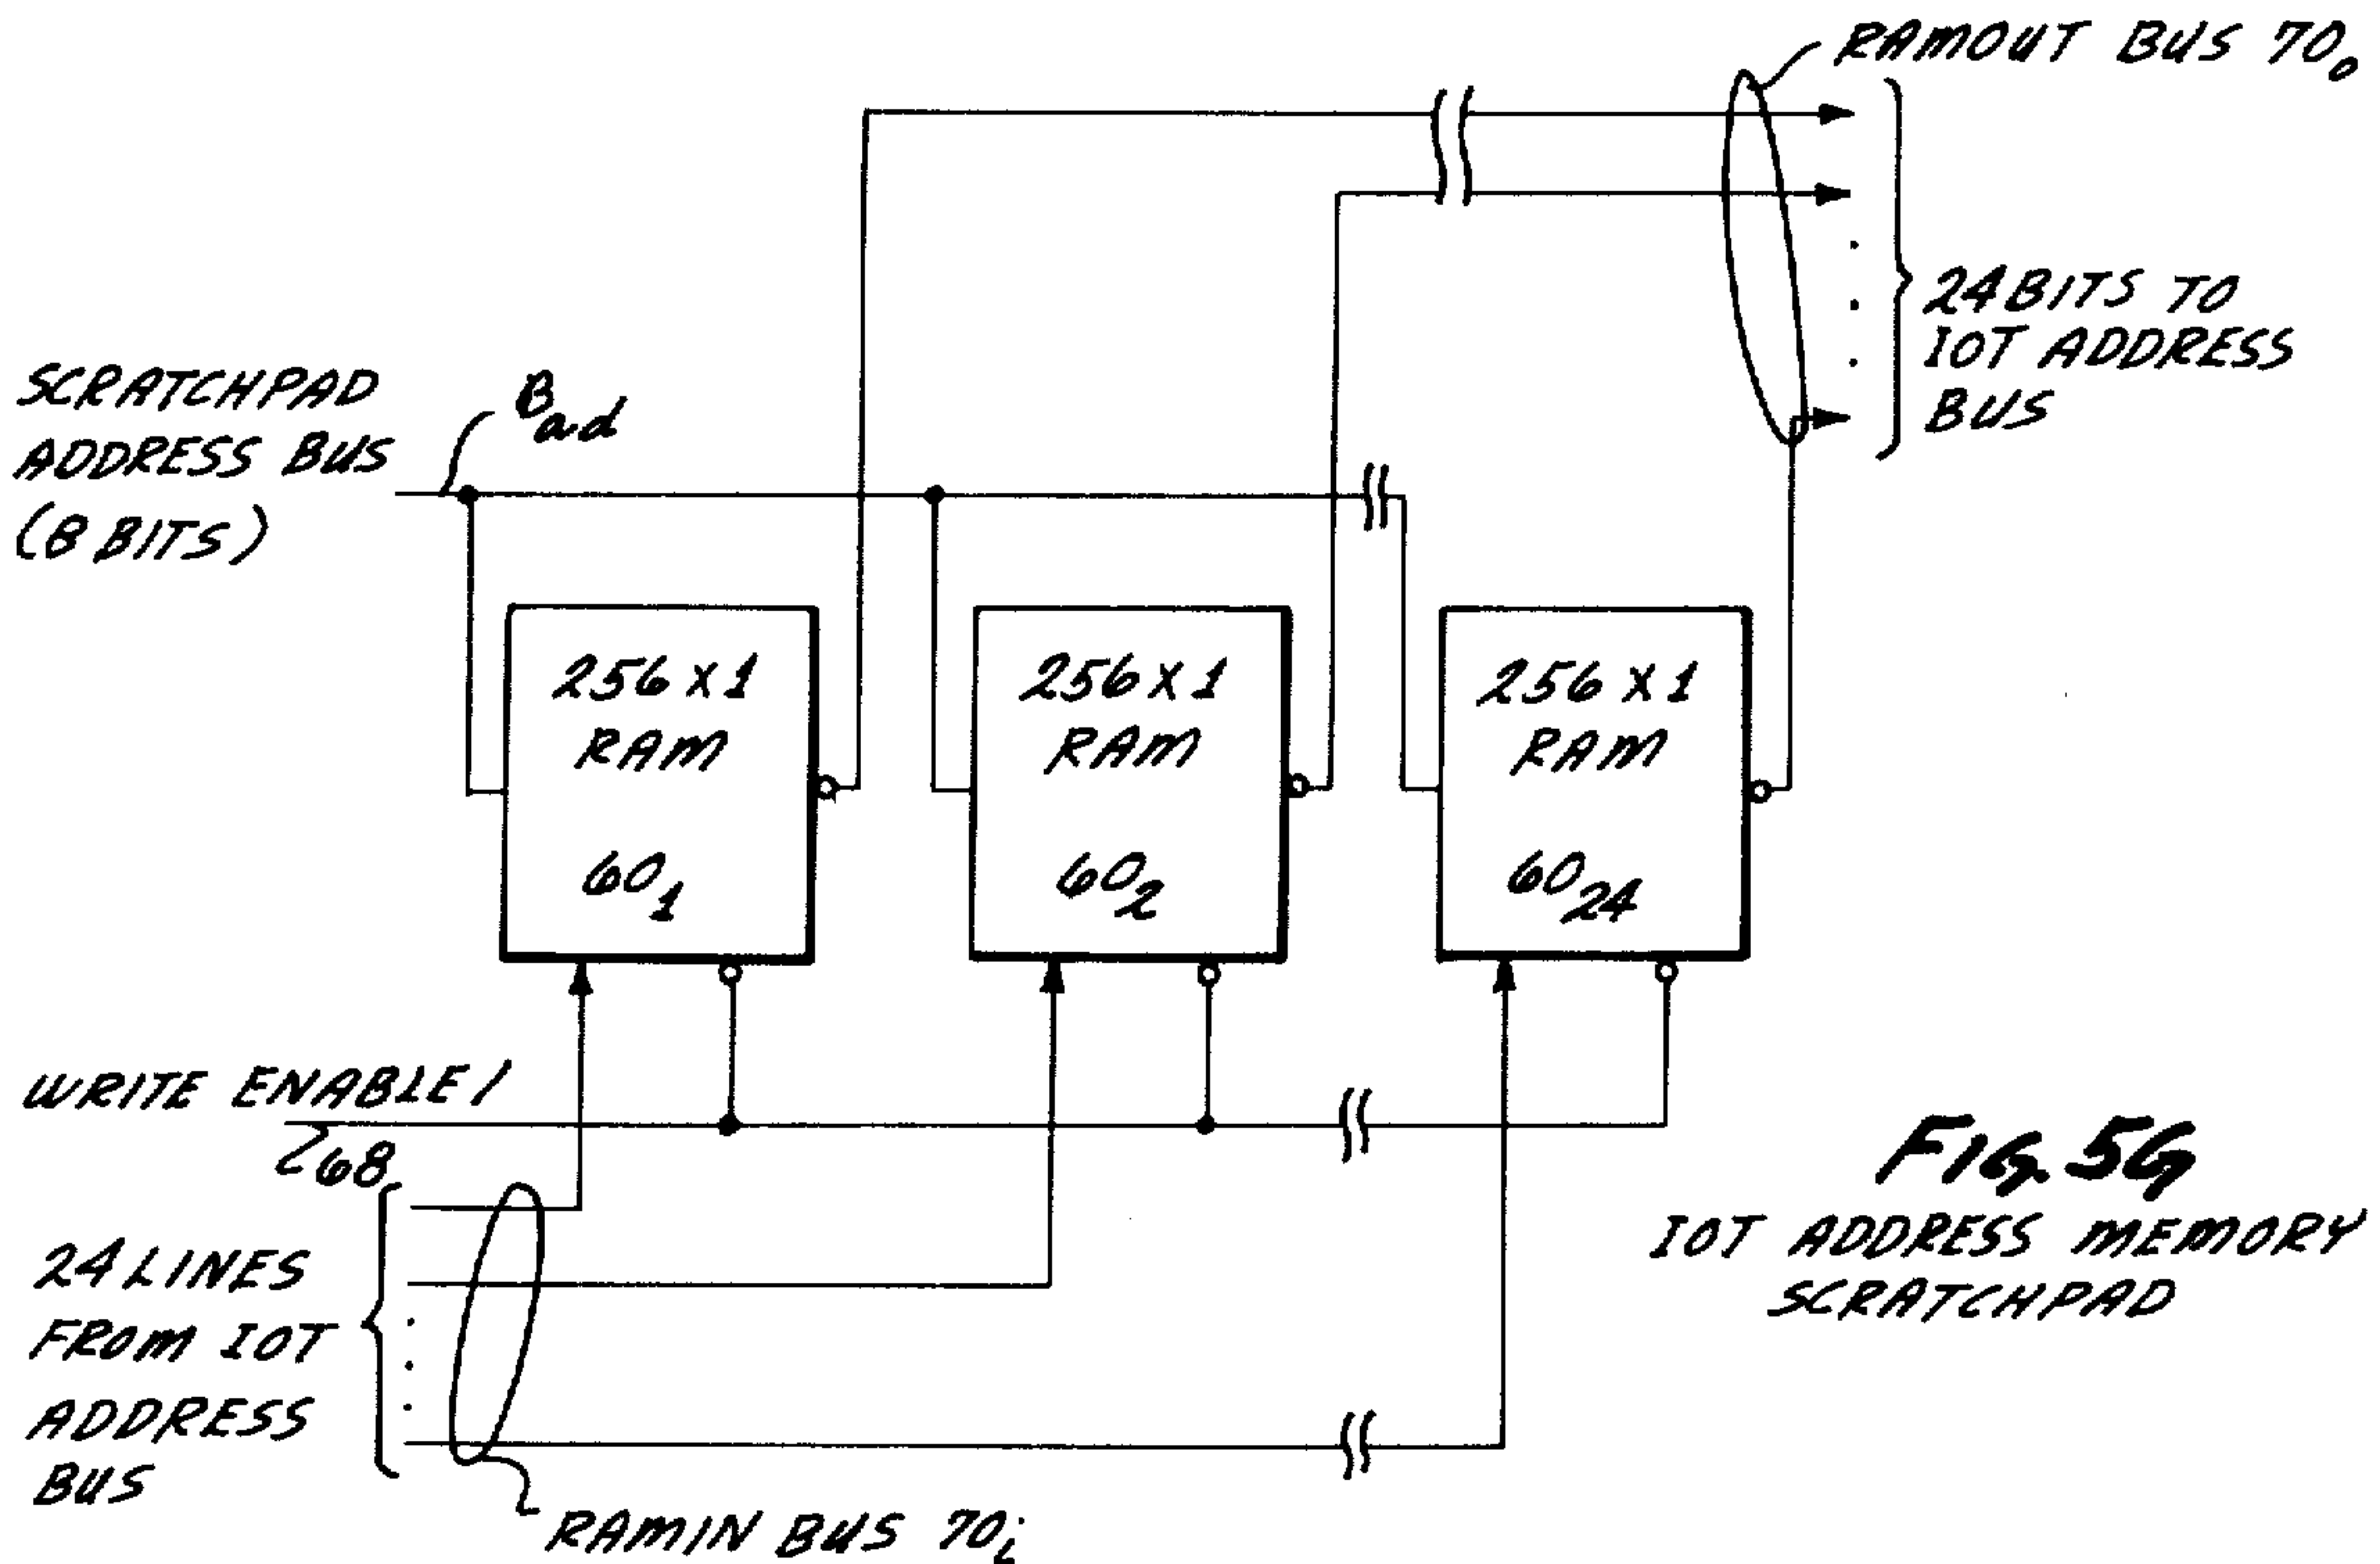 RAMOUT BUS 70₀
24 BITS TO
IOT ADDRESS
BUS
SCRATCHPAD
ADDRESS BUS
(8 BITS)
Bad
256 x 1
RAM
60₁
256 x 1
RAM
60₂
256 x 1
RAM
60₂₄
WRITE ENABLE /
68
24 LINES
FROM IOT
ADDRESS
BUS
RAMIN BUS 70i
FIG. 5G
IOT ADDRESS MEMORY
SCRATCHPAD